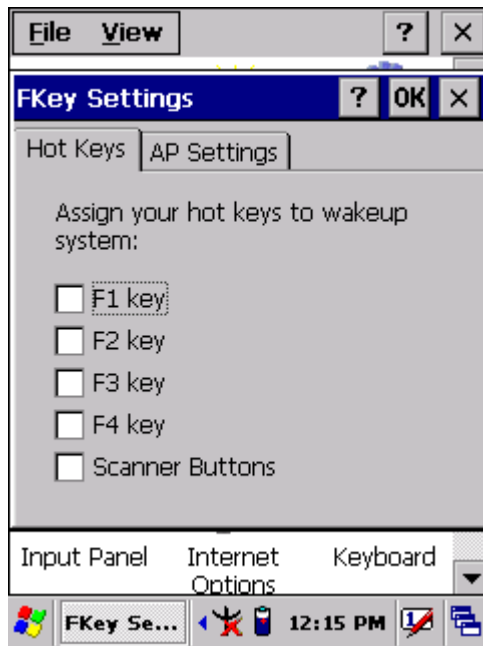 File View ?
FKey Settings ? OK
Hot Keys AP Settings
Assign your hot keys to wakeup
system:
F1 key
F2 key
F3 key
F4 key
Scanner Buttons
Input Panel Internet Keyboard
Options
FKey Se... 12:15 PM 1